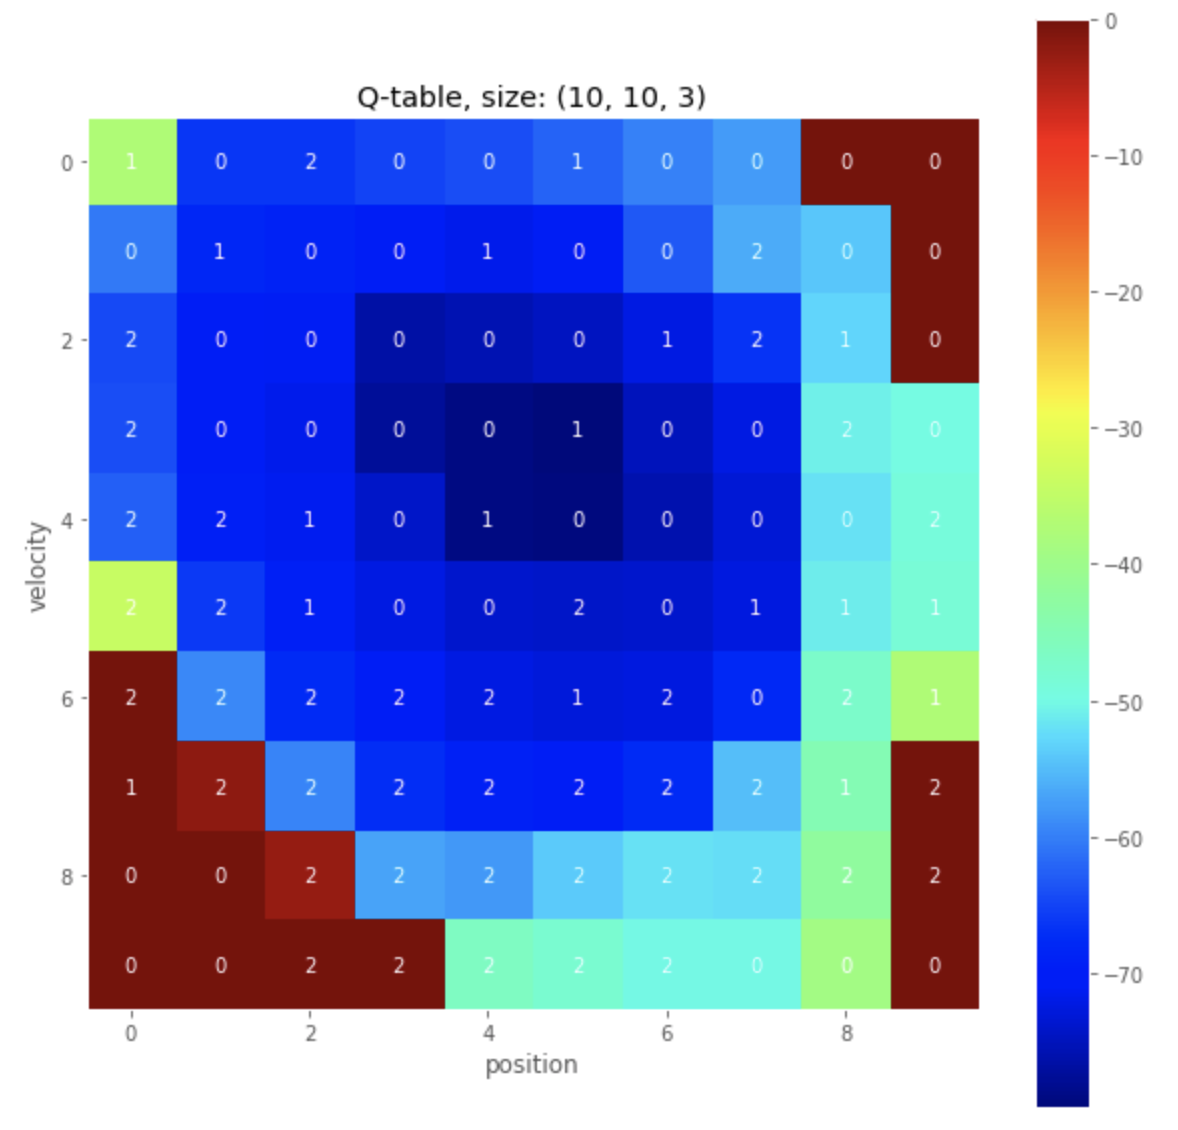 Q-table, size: (10, 10, 3)
0 1 0 2 0 0 1 0 0 0 0
0 1 0 0 1 0 0 2 0 0
2 2 0 0 0 0 0 1 2 1 0
2 0 0 0 0 1 0 0 2 0
4 2 2 1 0 1 0 0 0 0 2
2 2 1 0 0 2 0 1 1 1
6 2 2 2 2 2 1 2 0 2 1
1 2 2 2 2 2 2 2 1 2
8 0 0 2 2 2 2 2 2 2 2
0 0 2 2 2 2 2 0 0 0
0 2 4 6 8
position
velocity
0
−10
−20
−30
−40
−50
−60
−70